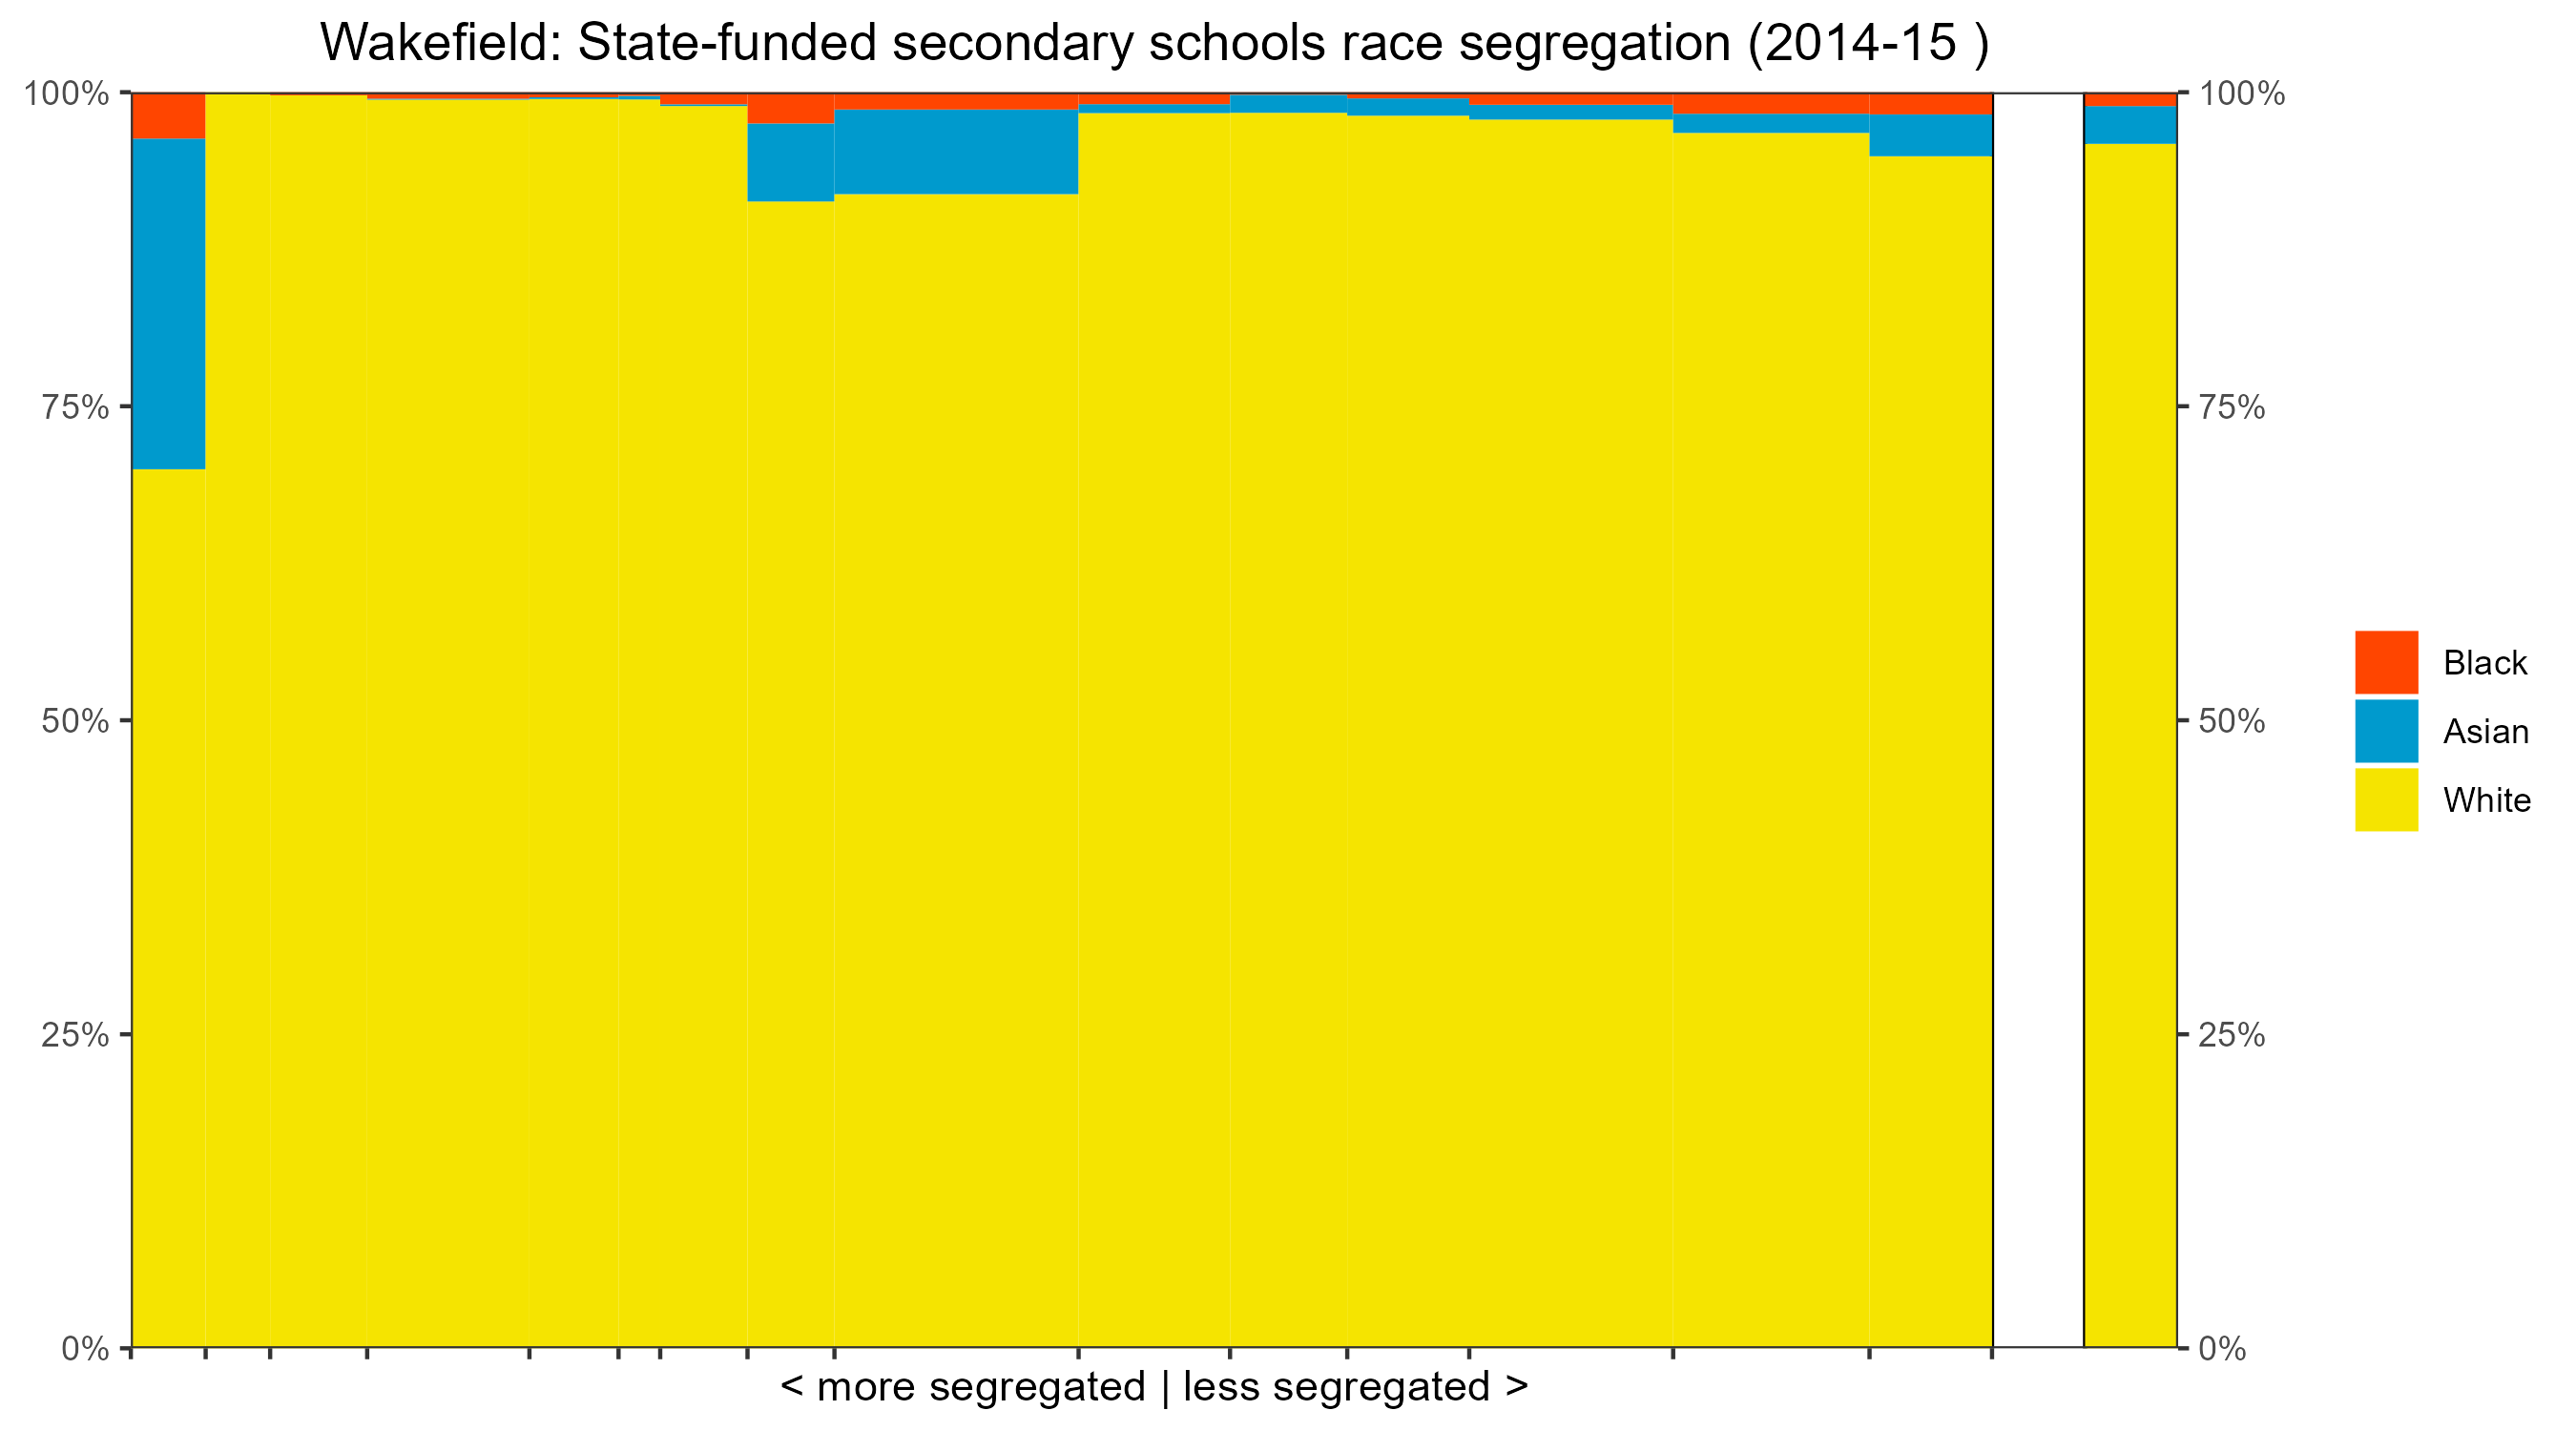 Wakefield: State-funded secondary schools race segregation (2014-15 )
100%
75%
50%
25%
0%
100%
75%
50%
25%
0%
Black
Asian
White
< more segregated | less segregated >